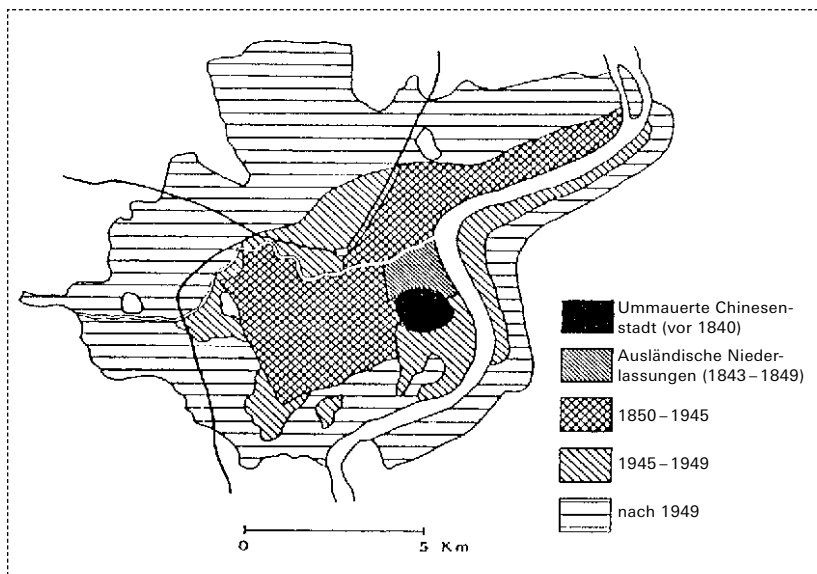 Ummauerte Chinesen-
stadt (vor 1840)
Ausländische Nieder-
lassungen (1843–1849)
1850–1945
1945–1949
nach 1949
0 5 Km